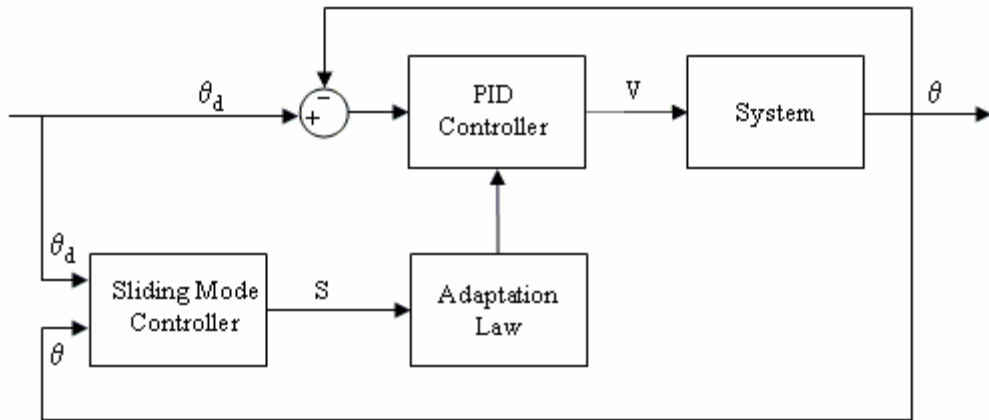 θd
−
+
PID
Controller
V
System
θ
θd
θ
Sliding Mode
Controller
S
Adaptation
Law